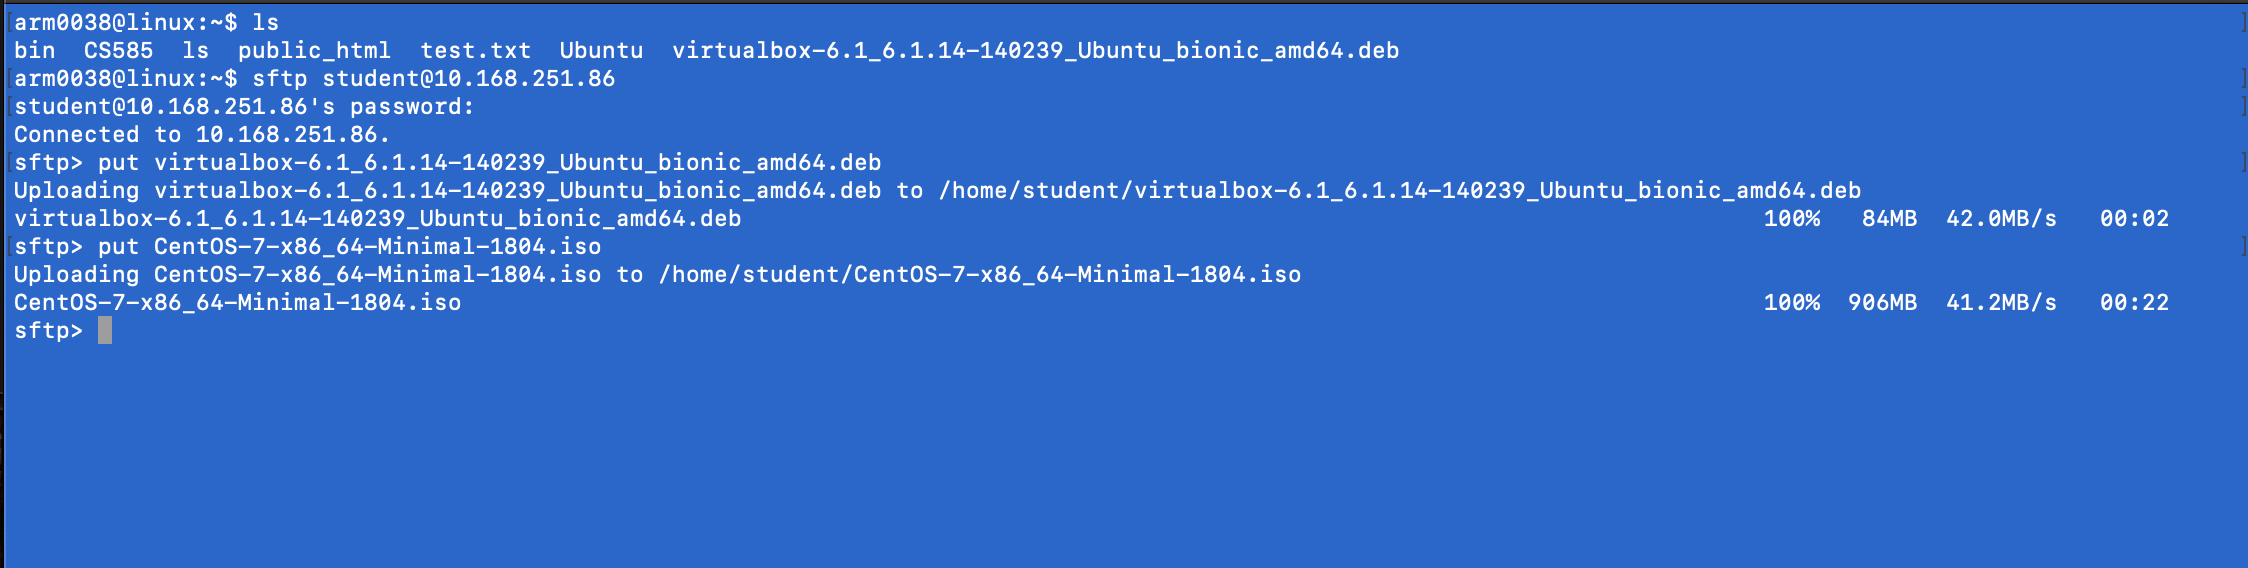 [arm0038@linux:~$ ls ]
bin  CS585  ls  public_html  test.txt  Ubuntu  virtualbox-6.1_6.1.14-140239_Ubuntu_bionic_amd64.deb
[arm0038@linux:~$ sftp student@10.168.251.86 ]
[student@10.168.251.86's password: ]
Connected to 10.168.251.86.
[sftp> put virtualbox-6.1_6.1.14-140239_Ubuntu_bionic_amd64.deb ]
Uploading virtualbox-6.1_6.1.14-140239_Ubuntu_bionic_amd64.deb to /home/student/virtualbox-6.1_6.1.14-140239_Ubuntu_bionic_amd64.deb
virtualbox-6.1_6.1.14-140239_Ubuntu_bionic_amd64.deb 100% 84MB 42.0MB/s 00:02
[sftp> put CentOS-7-x86_64-Minimal-1804.iso ]
Uploading CentOS-7-x86_64-Minimal-1804.iso to /home/student/CentOS-7-x86_64-Minimal-1804.iso
CentOS-7-x86_64-Minimal-1804.iso 100% 906MB 41.2MB/s 00:22
sftp>